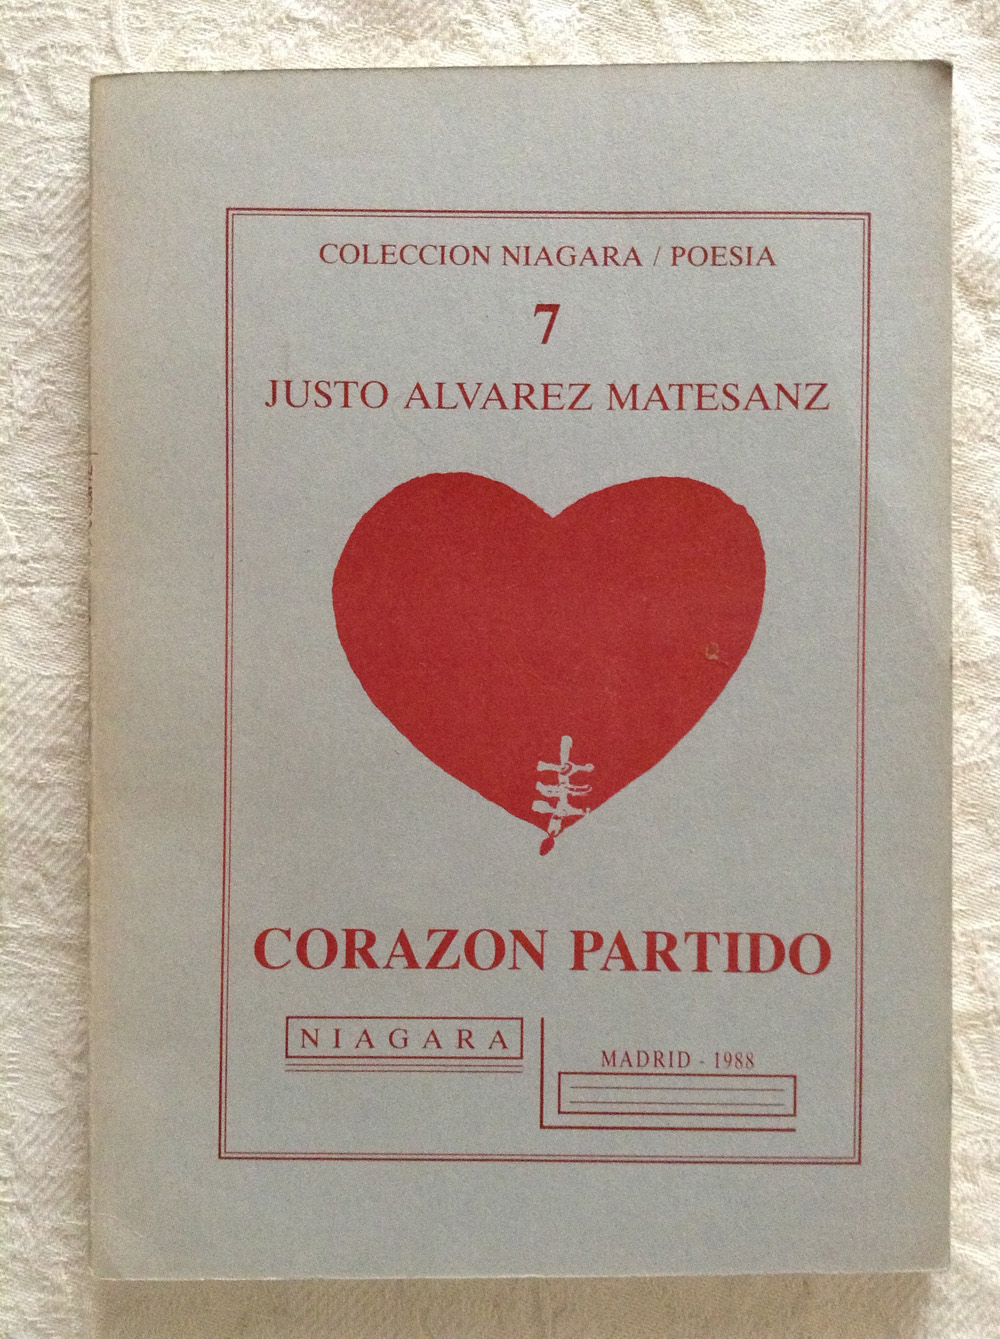 COLECCION NIAGARA / POESIA
7
JUSTO ALVAREZ MATESANZ
CORAZON PARTIDO
NIAGARA
MADRID - 1988